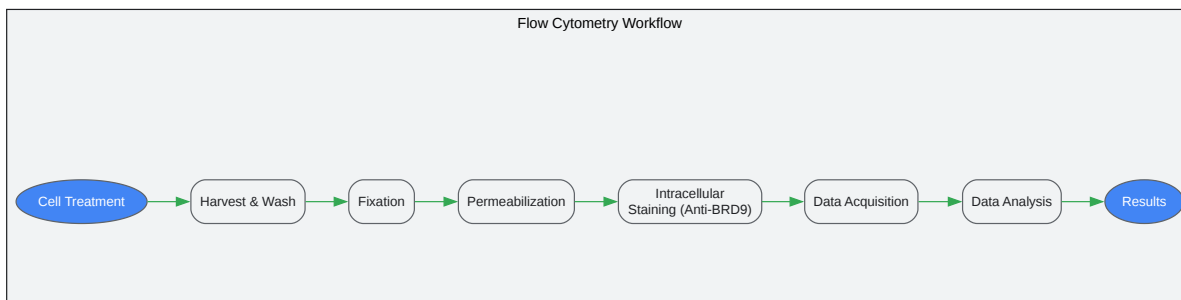 Flow Cytometry Workflow
Cell Treatment
Harvest & Wash
Fixation
Permeabilization
Intracellular
Staining (Anti-BRD9)
Data Acquisition
Data Analysis
Results